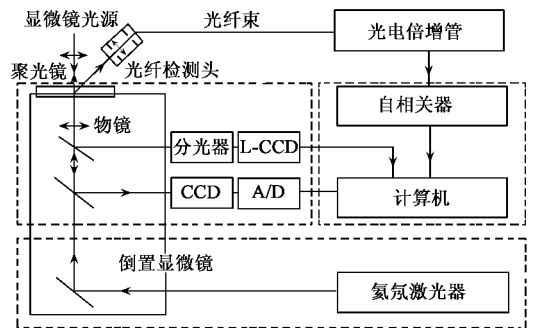 显微镜光源
光纤束
光电倍增管
聚光镜
光纤检测头
自相关器
物镜
分光器
L-CCD
CCD
A/D
计算机
倒置显微镜
氦氖激光器